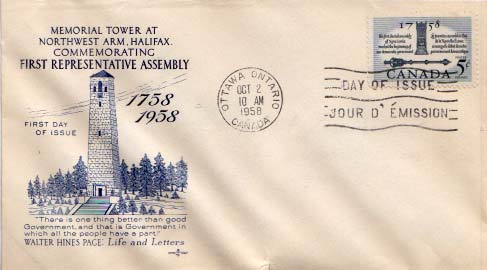 MEMORIAL TOWER AT
NORTHWEST ARM, HALIFAX.
COMMEMORATING
FIRST REPRESENTATIVE ASSEMBLY
1758
1958
FIRST DAY
OF ISSUE
"There is one thing better than good
Government, and that is Government in
which all the people have a part."
WALTER HINES PAGE: Life and Letters
OTTAWA ONTARIO
OCT 2
10 AM
1958
CANADA
DAY OF ISSUE
JOUR D'ÉMISSION
1758
CANADA 5c